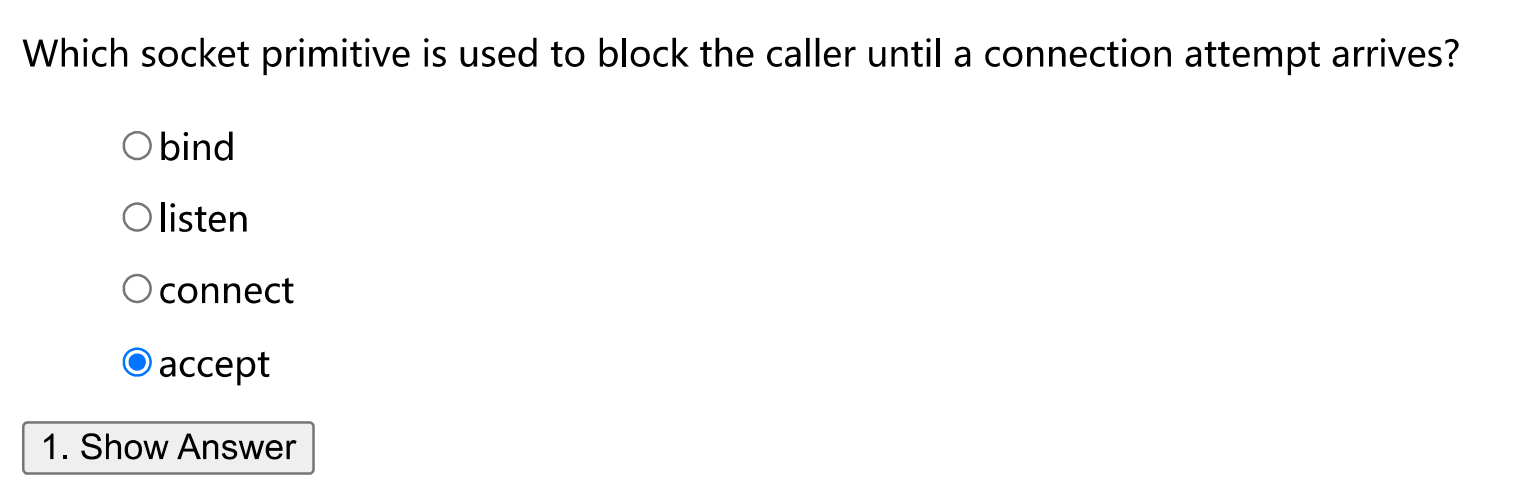 Which socket primitive is used to block the caller until a connection attempt arrives?
bind
listen
connect
accept
1. Show Answer